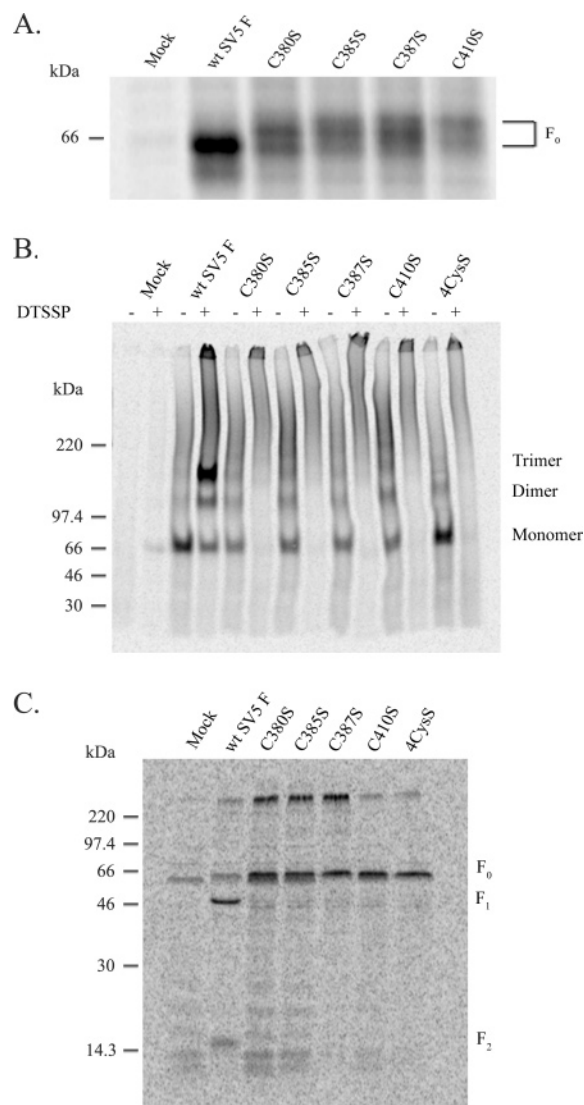 A.
kDa
Mock
wt SV5 F
C380S
C385S
C387S
C410S
66
F₀
B.
Mock
wt SV5 F
C380S
C385S
C387S
C410S
4CysS
DTSSP - + - + - + - + - + - + - +
kDa
220
97.4
66
46
30
Trimer
Dimer
Monomer
C.
kDa
Mock
wt SV5 F
C380S
C385S
C387S
C410S
4CysS
220
97.4
66
46
30
14.3
F₀
F₁
F₂